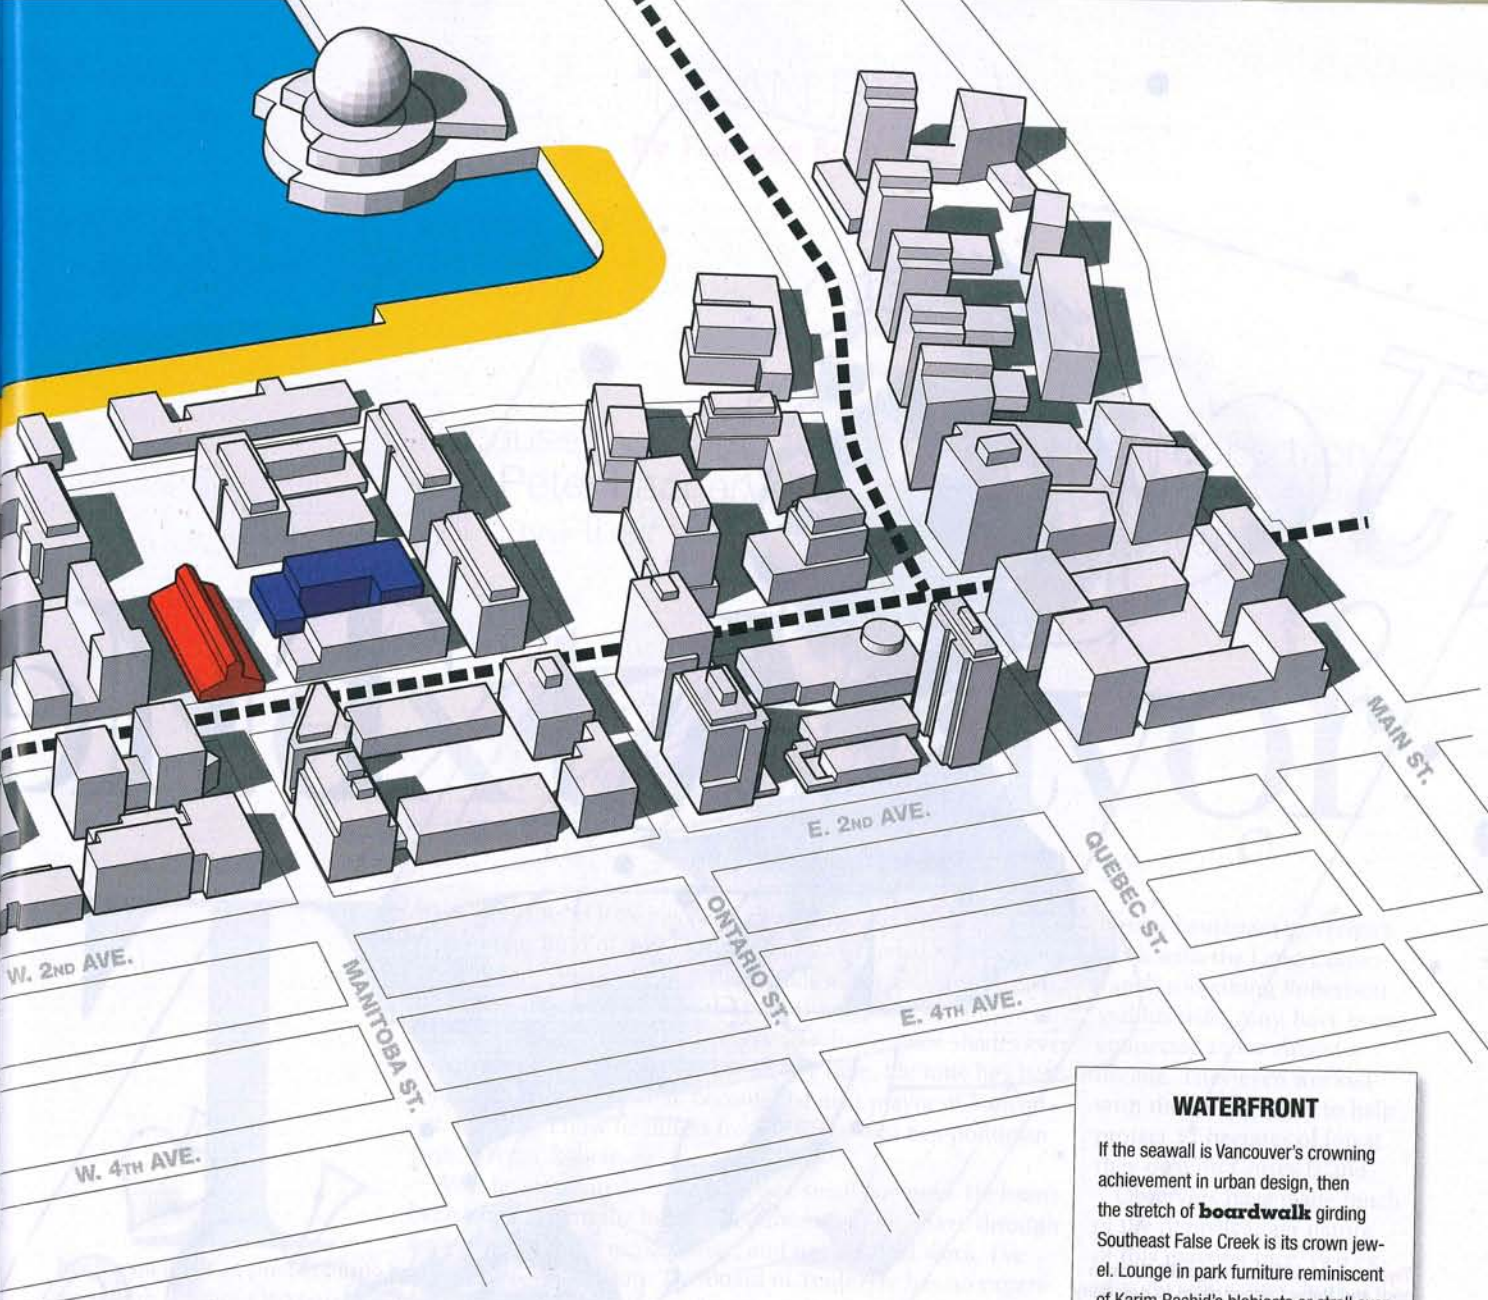 MAIN ST.
E. 2ND AVE.
QUEBEC ST.
ONTARIO ST.
W. 2ND AVE.
MANITOBA ST.
E. 4TH AVE.
W. 4TH AVE.
WATERFRONT
If the seawall is Vancouver's crowning
achievement in urban design, then
the stretch of boardwalk girding
Southeast False Creek is its crown jew-
el. Lounge in park furniture reminiscent